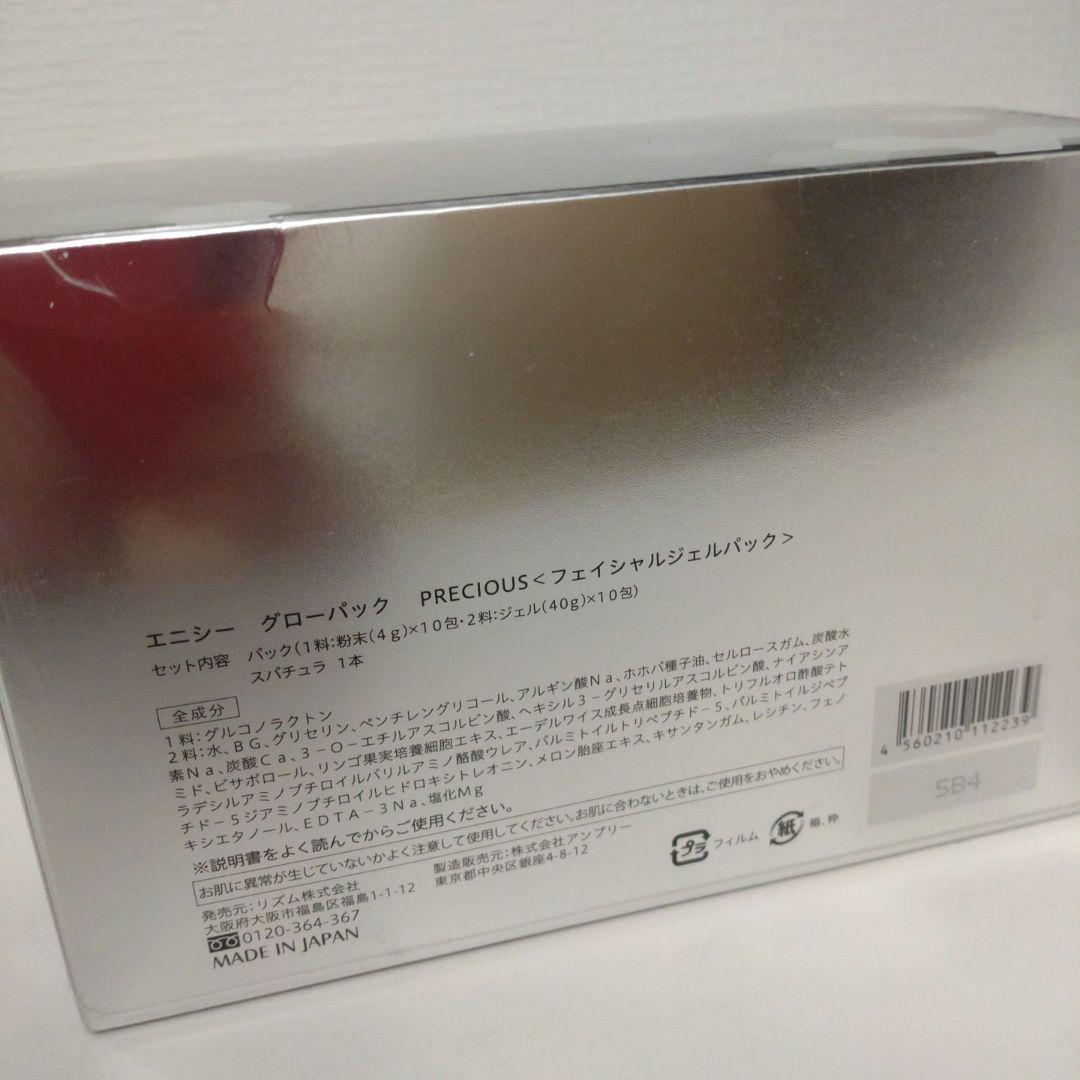 エニシー グローパック PRECIOUS<フェイシャルジェルパック>
セット内容 パック(1料:粉末(4g)×10包・2料:ジェル(40g)×10包)
スパチュラ 1本
全成分
1料:グルコノラクトン
2料:水、BG、グリセリン、ペンチレングリコール、アルギン酸Na、ホホバ種子油、セルロースガム、炭酸水
素Na、炭酸Ca、3-O-エチルアスコルビン酸、ヘキシル3-グリセリルアスコルビン酸、ナイアシンア
ミド、ビサボロール、リンゴ果実培養細胞エキス、エーデルワイス成長点細胞培養物、トリフルオロ酢酸テト
ラデシルアミノブチロイルバリルアミノ酪酸ウレア、パルミトイルトリペプチド-5、パルミトイルジペプ
チド-5ジアミノブチロイルヒドロキシトレオニン、メロン胎座エキス、キサンタンガム、レシチン、フェノ
キシエタノール、EDTA-3Na、塩化Mg
※説明書をよく読んでからご使用ください。
お肌に異常が生じていないかよく注意して使用してください。お肌に合わないときは、ご使用をおやめください。
発売元:リズム株式会社
大阪府大阪市福島区福島1-1-12
0120-364-367
MADE IN JAPAN
製造販売元:株式会社アンプリー
東京都中央区銀座4-8-12
プラ フィルム 紙 箱、枠
4 560210 112239
5B4